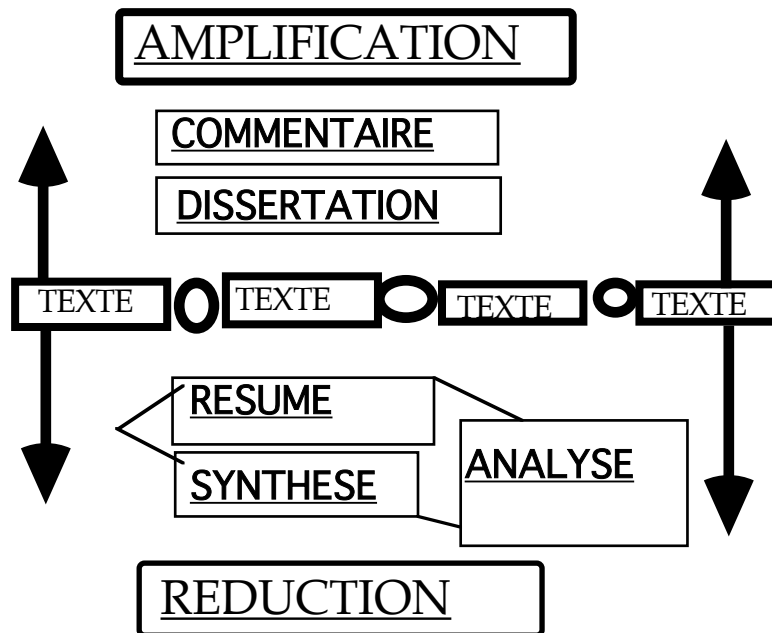 AMPLIFICATION
COMMENTAIRE
DISSERTATION
TEXTE TEXTE TEXTE TEXTE
RESUME
ANALYSE
SYNTHESE
REDUCTION